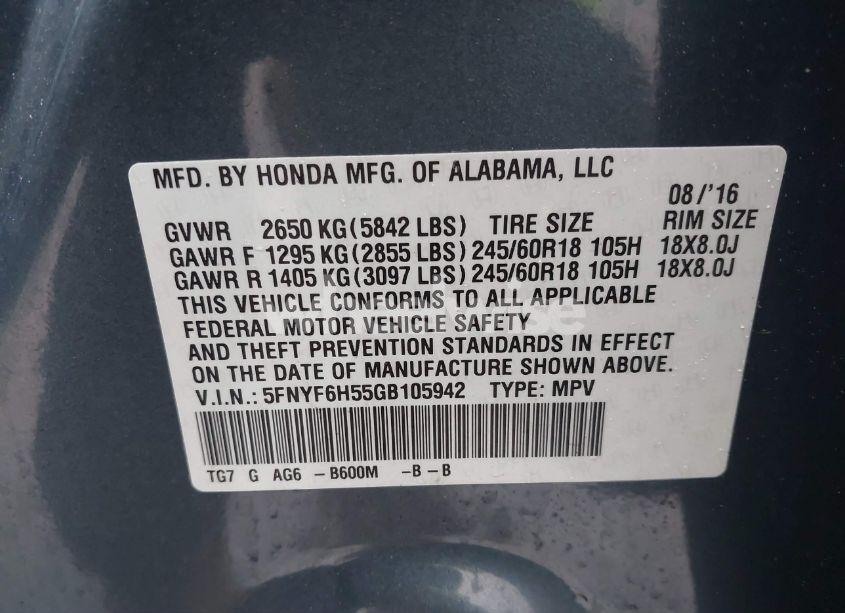 MFD. BY HONDA MFG. OF ALABAMA, LLC
08/'16
GVWR 2650 KG(5842 LBS) TIRE SIZE RIM SIZE
GAWR F 1295 KG(2855 LBS) 245/60R18 105H 18X8.0J
GAWR R 1405 KG(3097 LBS) 245/60R18 105H 18X8.0J
THIS VEHICLE CONFORMS TO ALL APPLICABLE
FEDERAL MOTOR VEHICLE SAFETY
AND THEFT PREVENTION STANDARDS IN EFFECT
ON THE DATE OF MANUFACTURE SHOWN ABOVE.
V.I.N.: 5FNYF6H55GB105942 TYPE: MPV
TG7 G AG6 -B600M -B-B